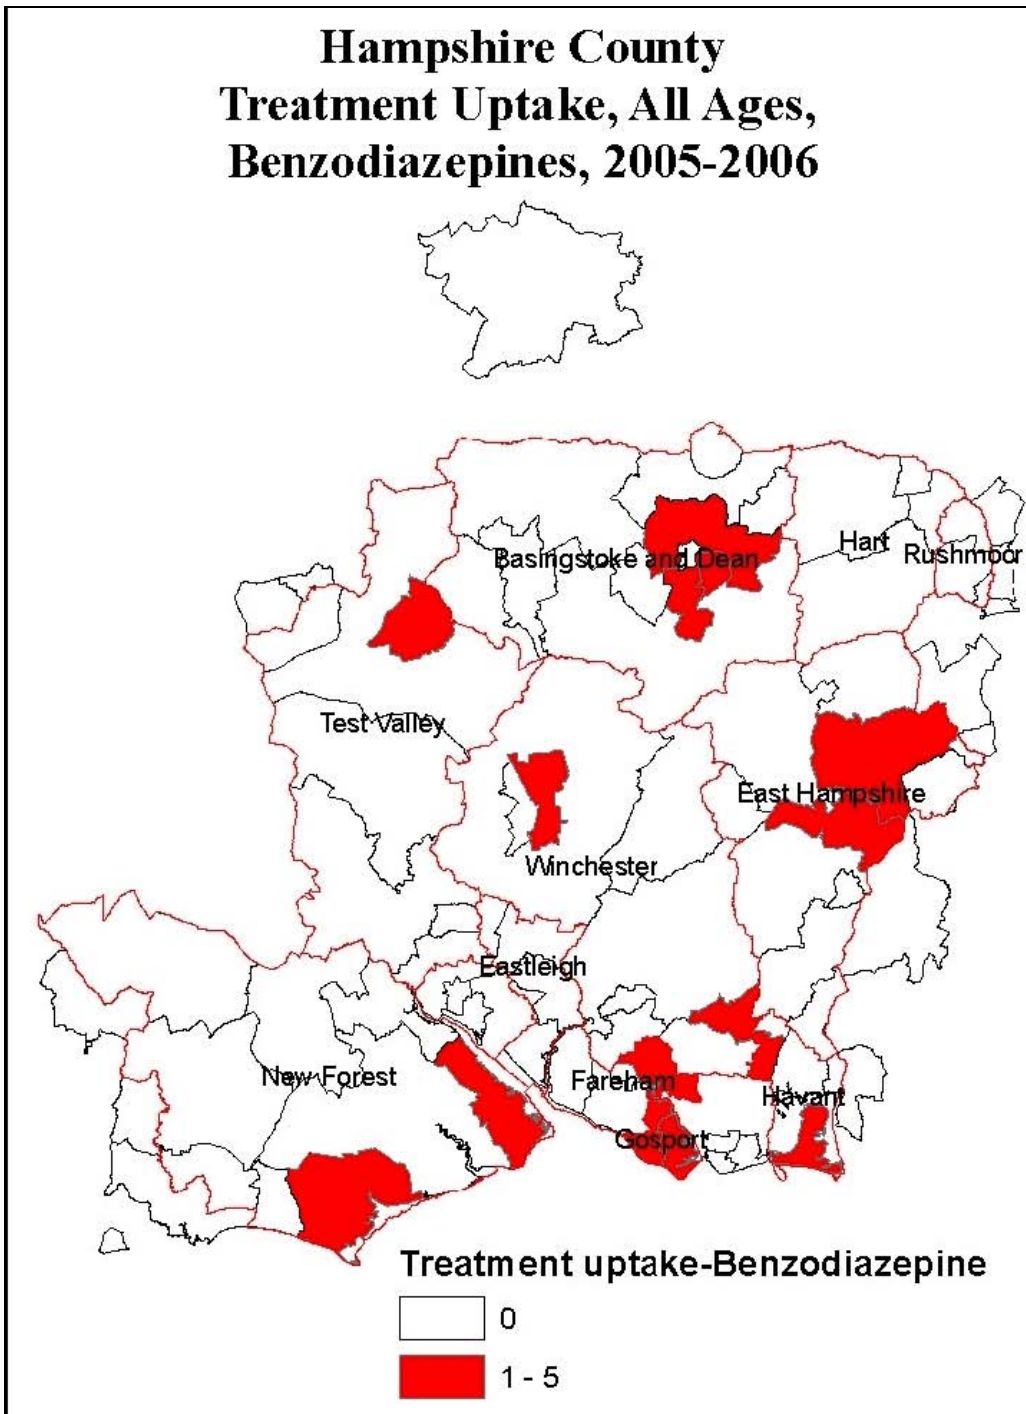 Hampshire County
Treatment Uptake, All Ages,
Benzodiazepines, 2005-2006
Basingstoke and Dean
Hart
Rushmoor
Test Valley
East Hampshire
Winchester
Eastleigh
New Forest
Fareham
Havant
Gosport
Treatment uptake-Benzodiazepine
0
1 - 5